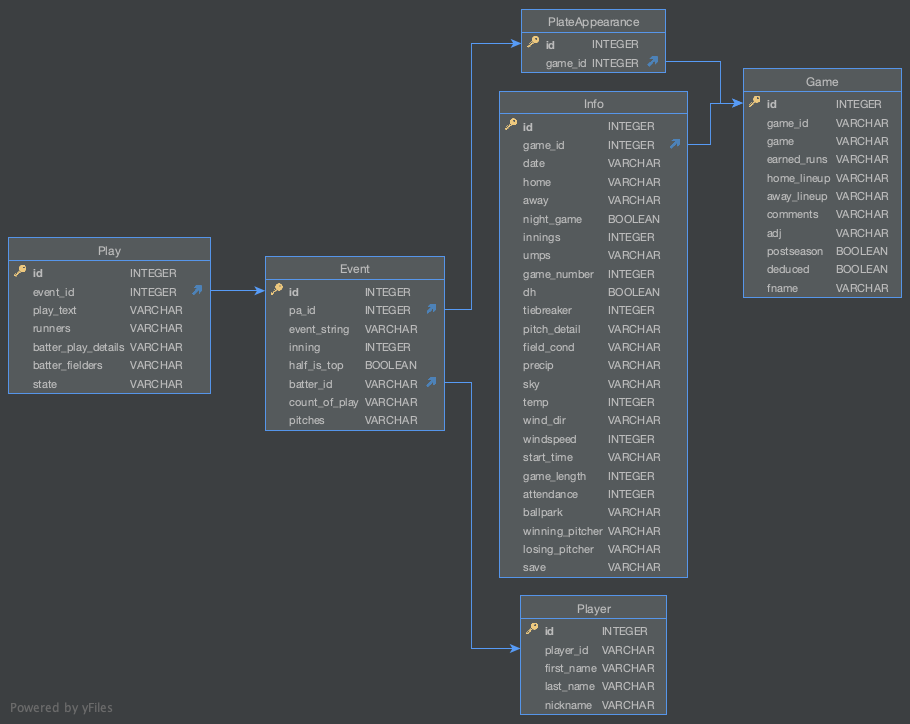 PlateAppearance
id INTEGER
game_id INTEGER
Game
id INTEGER
game_id VARCHAR
game VARCHAR
earned_runs VARCHAR
home_lineup VARCHAR
away_lineup VARCHAR
comments VARCHAR
adj VARCHAR
postseason BOOLEAN
deduced BOOLEAN
fname VARCHAR
Info
id INTEGER
game_id INTEGER
date VARCHAR
home VARCHAR
away VARCHAR
night_game BOOLEAN
innings INTEGER
umps VARCHAR
game_number INTEGER
dh BOOLEAN
tiebreaker INTEGER
pitch_detail VARCHAR
field_cond VARCHAR
precip VARCHAR
sky VARCHAR
temp INTEGER
wind_dir VARCHAR
windspeed INTEGER
start_time VARCHAR
game_length INTEGER
attendance INTEGER
ballpark VARCHAR
winning_pitcher VARCHAR
losing_pitcher VARCHAR
save VARCHAR
Play
id INTEGER
event_id INTEGER
play_text VARCHAR
runners VARCHAR
batter_play_details VARCHAR
batter_fielders VARCHAR
state VARCHAR
Event
id INTEGER
pa_id INTEGER
event_string VARCHAR
inning INTEGER
half_is_top BOOLEAN
batter_id VARCHAR
count_of_play VARCHAR
pitches VARCHAR
Player
id INTEGER
player_id VARCHAR
first_name VARCHAR
last_name VARCHAR
nickname VARCHAR
Powered by yFiles